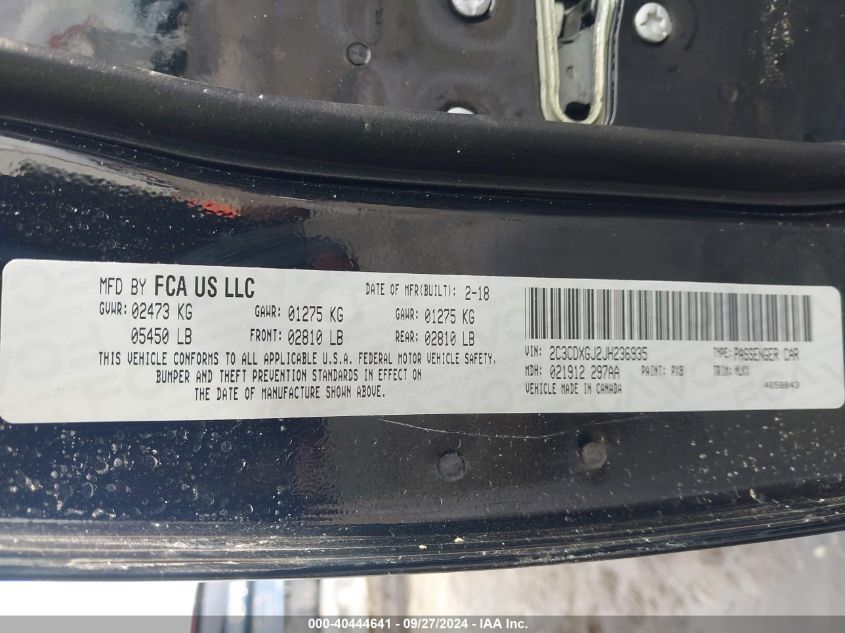 MFD BY FCA US LLC DATE OF MFR(BUILT): 2-18
GVWR: 02473 KG GAWR: 01275 KG GAWR: 01275 KG
05450 LB FRONT: 02810 LB REAR: 02810 LB
THIS VEHICLE CONFORMS TO ALL APPLICABLE U.S.A. FEDERAL MOTOR VEHICLE SAFETY,
BUMPER AND THEFT PREVENTION STANDARDS IN EFFECT ON
THE DATE OF MANUFACTURE SHOWN ABOVE.
VIN: 2C3CDXGJ2JH236935 TYPE: PASSENGER CAR
MDH: 021912 297AA PAINT: PXB TRIM: MLXX
VEHICLE MADE IN CANADA 4658843
000-40444641 - 09/27/2024 - IAA Inc.